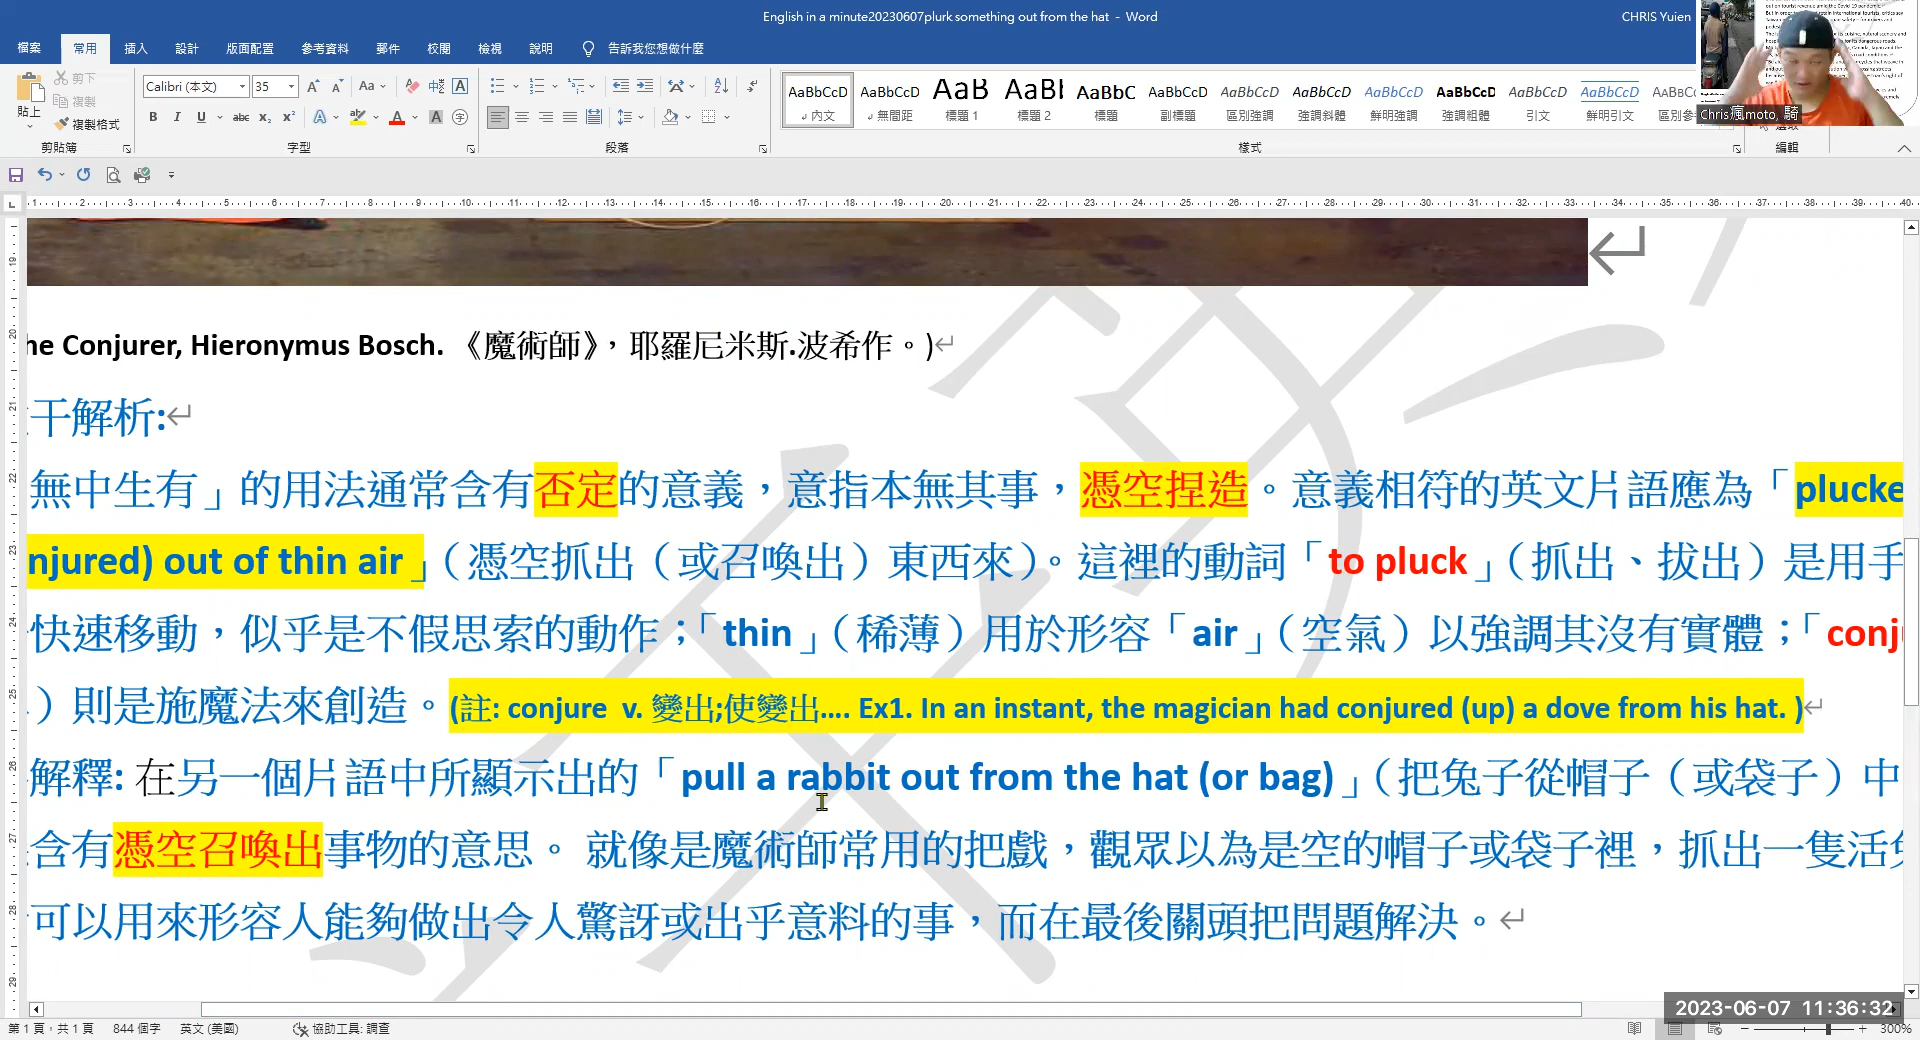 English in a minute20230607plurk something out from the hat - Word
CHRIS Yuien
檔案 常用 插入 設計 版面配置 參考資料 郵件 校閱 檢視 說明 告訴我您想做什麼
貼上 剪下 複製 複製格式
Calibri (本文) 35
AaBbCcD AaBbCcD AaB AaBb AaBbC AaBbCcD AaBbCcD AaBbCcD AaBbCcD AaBbCcD AaBbCcD AaBbCcD AaBbC
內文 無間距 標題 1 標題 2 標題 副標題 區別強調 強調斜體 鮮明強調 強調粗體 引文 鮮明引文 區別參
剪貼簿 字型 段落 樣式 編輯
Chris瘋moto, 騎
he Conjurer, Hieronymus Bosch. 《魔術師》，耶羅尼米斯.波希作。)
干解析:
無中生有」的用法通常含有否定的意義，意指本無其事，憑空捏造。意義相符的英文片語應為「plucke
njured) out of thin air」（憑空抓出（或召喚出）東西來）。這裡的動詞「to pluck」（抓出、拔出）是用手
快速移動，似乎是不假思索的動作；「thin」（稀薄）用於形容「air」（空氣）以強調其沒有實體；「conj
）則是施魔法來創造。(註: conjure v. 變出;使變出.... Ex1. In an instant, the magician had conjured (up) a dove from his hat. )
解釋: 在另一個片語中所顯示出的「pull a rabbit out from the hat (or bag)」（把兔子從帽子（或袋子）中
含有憑空召喚出事物的意思。 就像是魔術師常用的把戲，觀眾以為是空的帽子或袋子裡，抓出一隻活
可以用來形容人能夠做出令人驚訝或出乎意料的事，而在最後關頭把問題解決。
2023-06-07 11:36:32
第 1 頁，共 1 頁 844 個字 英文 (美國) 協助工具: 調查 300%